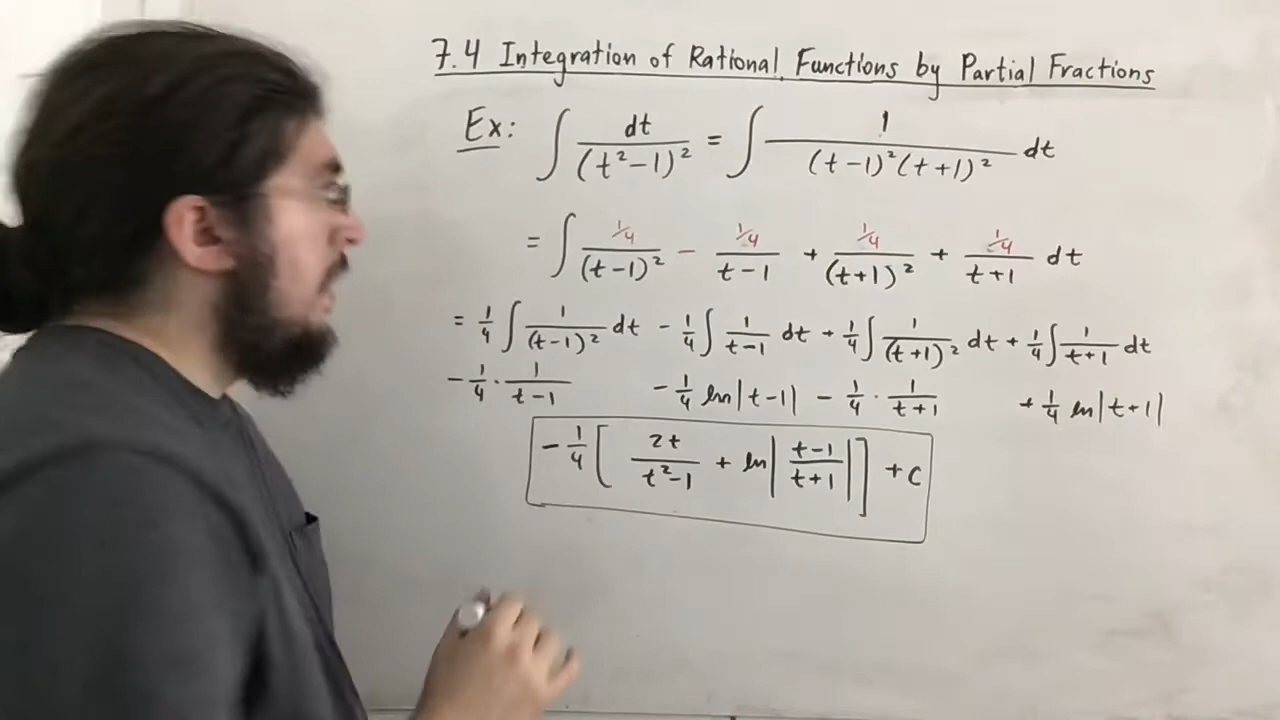 7.4 Integration of Rational Functions by Partial Fractions
Ex: ∫ dt/(t²-1)² = ∫ 1/((t-1)²(t+1)²) dt
= ∫ (1/4)/(t-1)² - (1/4)/(t-1) + (1/4)/(t+1)² + (1/4)/(t+1) dt
= 1/4 ∫ 1/(t-1)² dt - 1/4 ∫ 1/(t-1) dt + 1/4 ∫ 1/(t+1)² dt + 1/4 ∫ 1/(t+1) dt
-1/4 · 1/(t-1) - 1/4 ln|t-1| - 1/4 · 1/(t+1) + 1/4 ln|t+1|
-1/4 [ 2t/(t²-1) + ln|(t-1)/(t+1)| ] + C